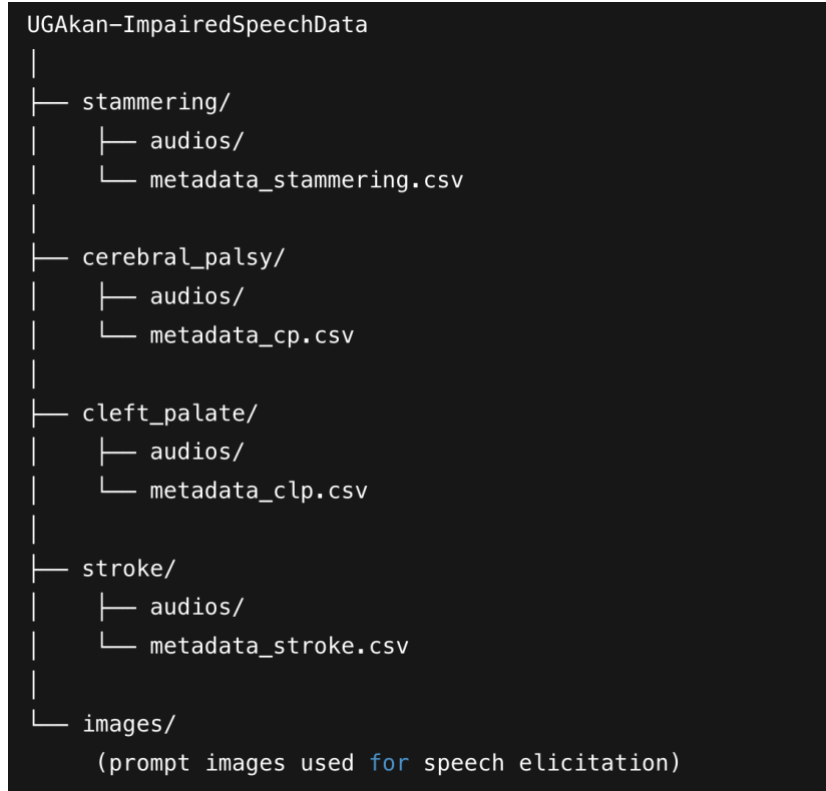 UGAkan-ImpairedSpeechData
│
├── stammering/
│    ├── audios/
│    └── metadata_stammering.csv
│
├── cerebral_palsy/
│    ├── audios/
│    └── metadata_cp.csv
│
├── cleft_palate/
│    ├── audios/
│    └── metadata_clp.csv
│
├── stroke/
│    ├── audios/
│    └── metadata_stroke.csv
│
└── images/
     (prompt images used for speech elicitation)